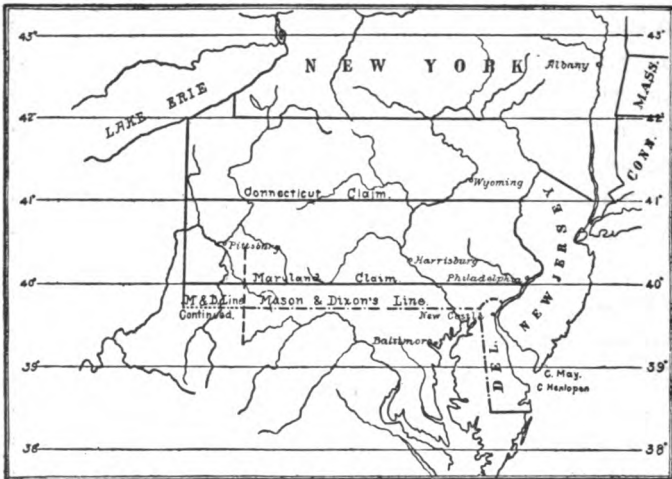 43° 43°
NEW YORK
Albany
MASS.
LAKE ERIE
42° 42°
CONN.
Wyoming
Connecticut Claim.
41° 41°
NEW JERSEY
Pittsburg
Harrisburg
Maryland Claim
Philadelphia
40° 40°
M & D Line Mason & Dixon's Line.
Continued.
New Castle
Baltimore
DEL.
39° 39°
C. May.
C Henlopen
38° 38°